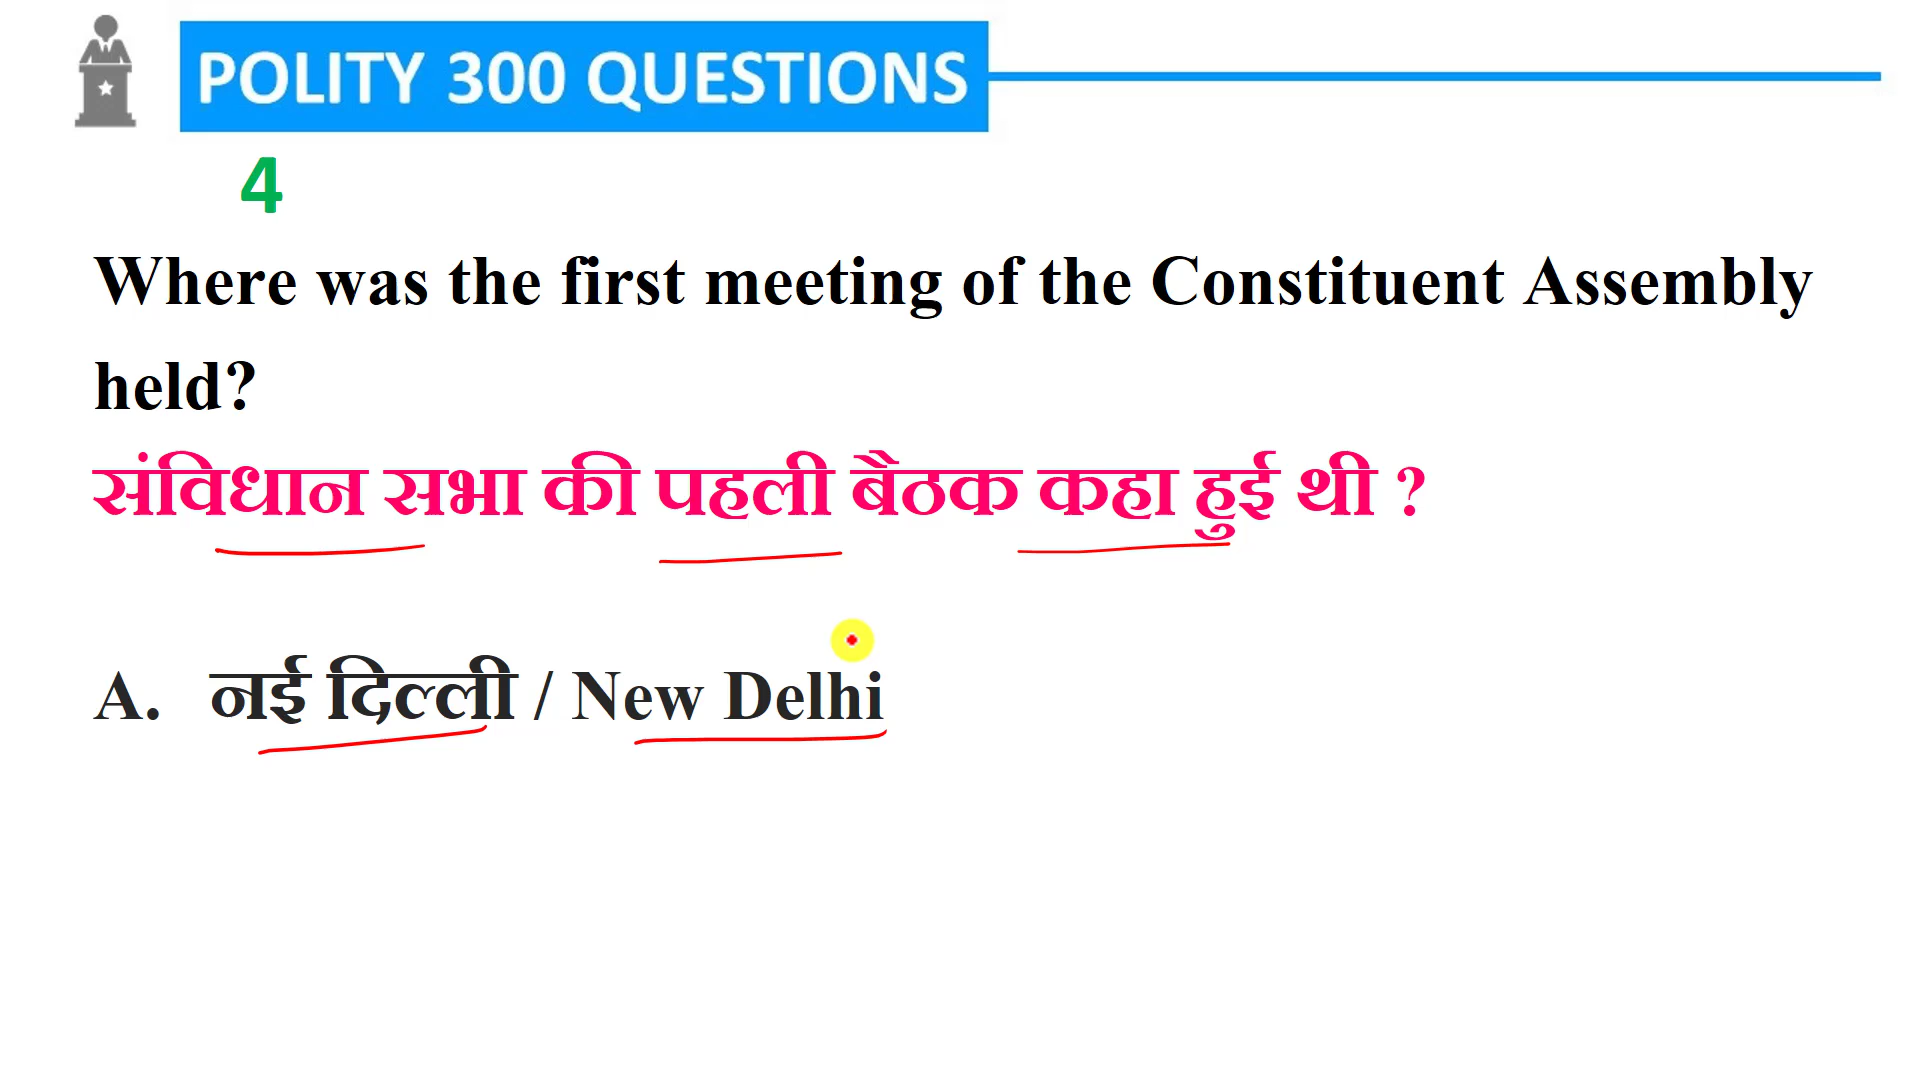 POLITY 300 QUESTIONS
4
Where was the first meeting of the Constituent Assembly
held?
संविधान सभा की पहली बैठक कहा हुई थी ?
A. नई दिल्ली / New Delhi